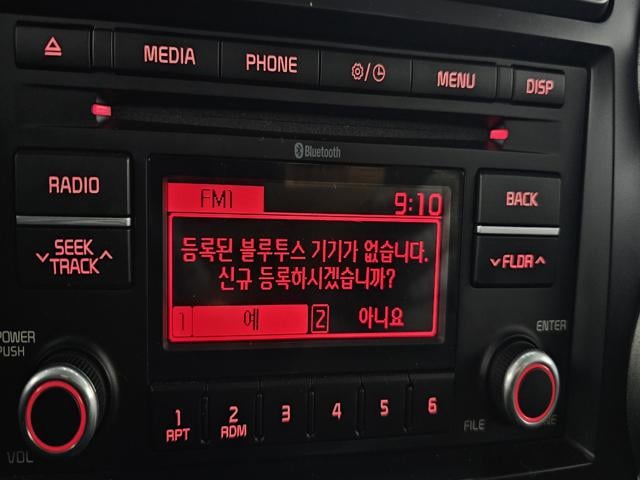 MEDIA
PHONE
MENU
DISP
Bluetooth
RADIO
FM1
9:10
BACK
SEEK
TRACK
등록된 블루투스 기기가 없습니다.
신규 등록하시겠습니까?
FLDR
1 예
2 아니요
POWER
PUSH
ENTER
1
RPT
2
RDM
3
4
5
6
VOL
FILE